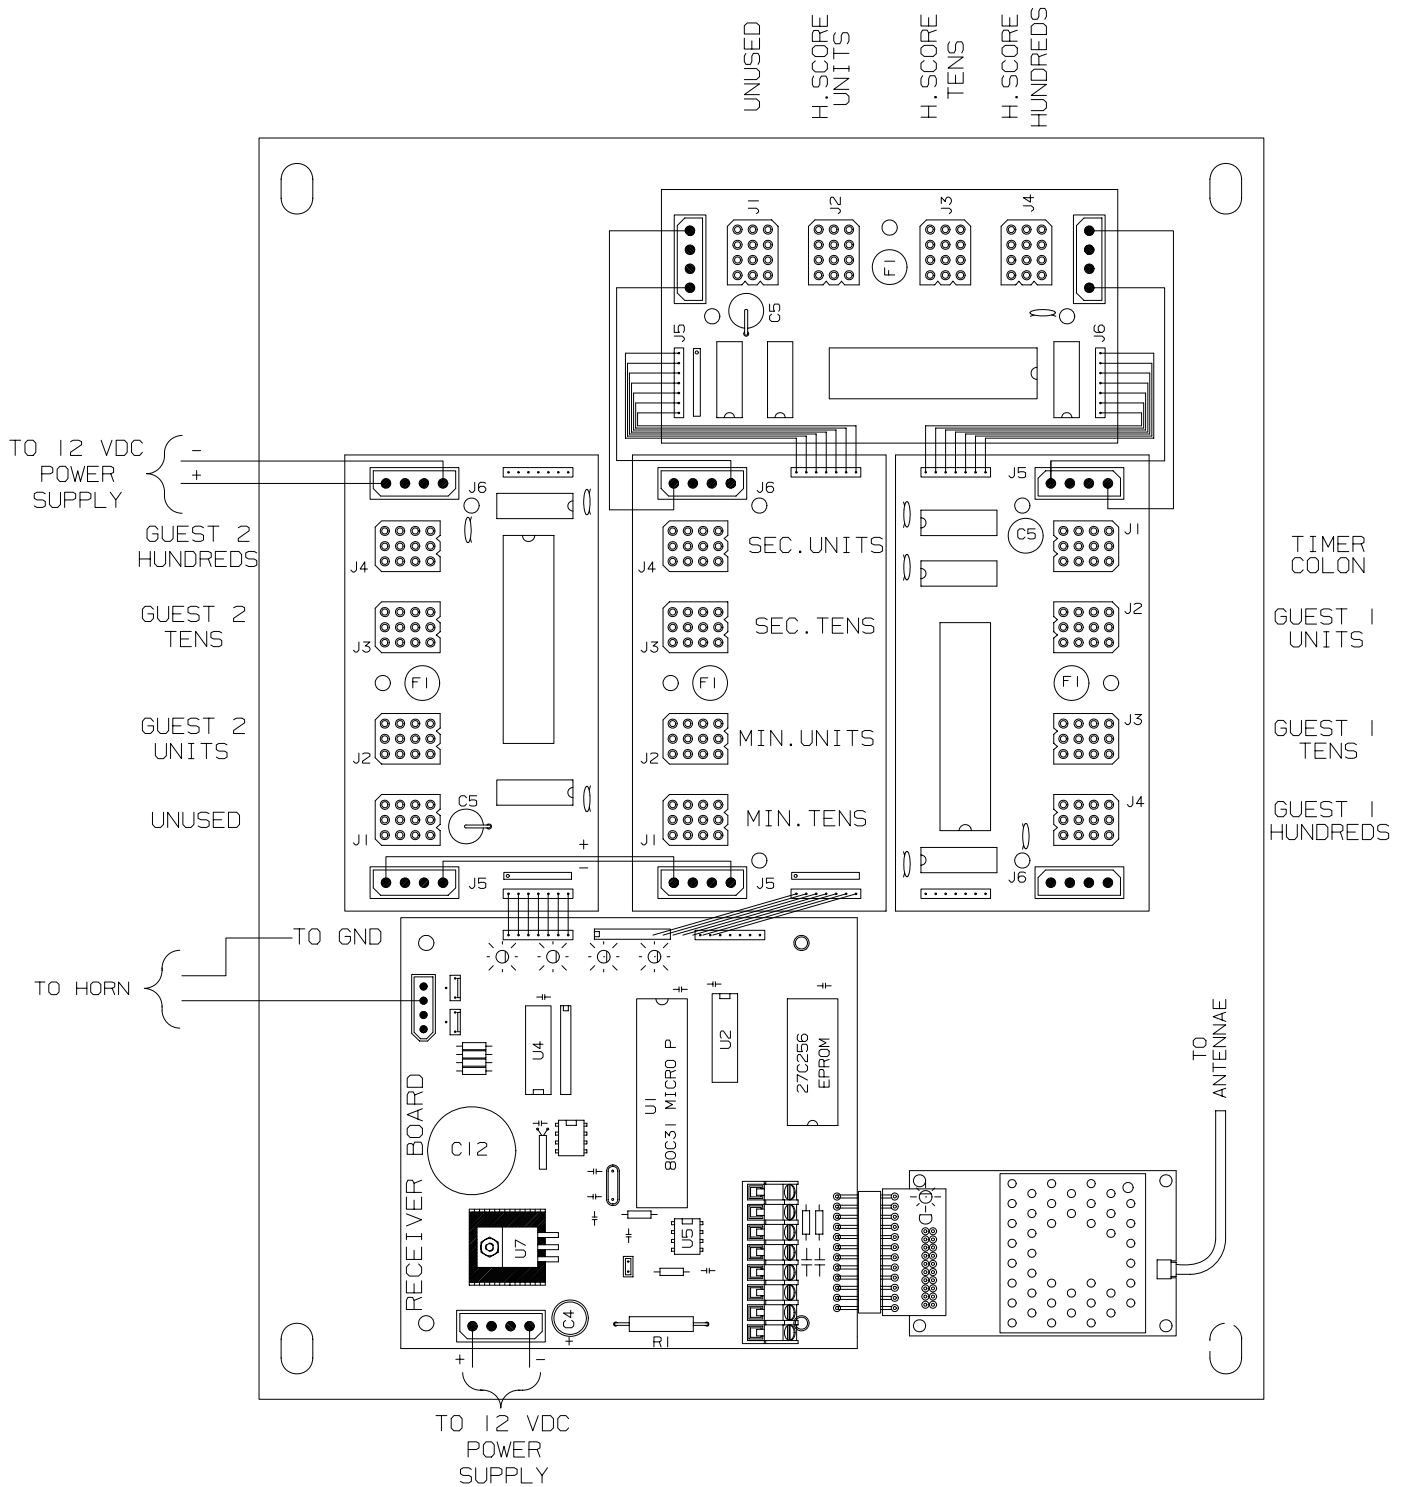 UNUSED
H.SCORE
UNITS
H.SCORE
TENS
H.SCORE
HUNDREDS
J1
J2
F1
J3
J4
C5
J5
J6
TO 12 VDC
POWER
SUPPLY
-
+
GUEST 2
HUNDREDS
GUEST 2
TENS
GUEST 2
UNITS
UNUSED
J6
J4
J3
F1
J2
J1
C5
+
-
J5
J6
J4
SEC.UNITS
J3
SEC.TENS
F1
J2
MIN.UNITS
J1
MIN.TENS
J5
J5
C5
J1
J2
F1
J3
J4
J6
TIMER
COLON
GUEST 1
UNITS
GUEST 1
TENS
GUEST 1
HUNDREDS
TO GND
TO HORN
RECEIVER BOARD
U4
U1
80C31 MICRO P
U2
27C256
EPROM
C12
U7
U5
C4
+
R1
D
TO
ANTENNAE
+
-
TO 12 VDC
POWER
SUPPLY